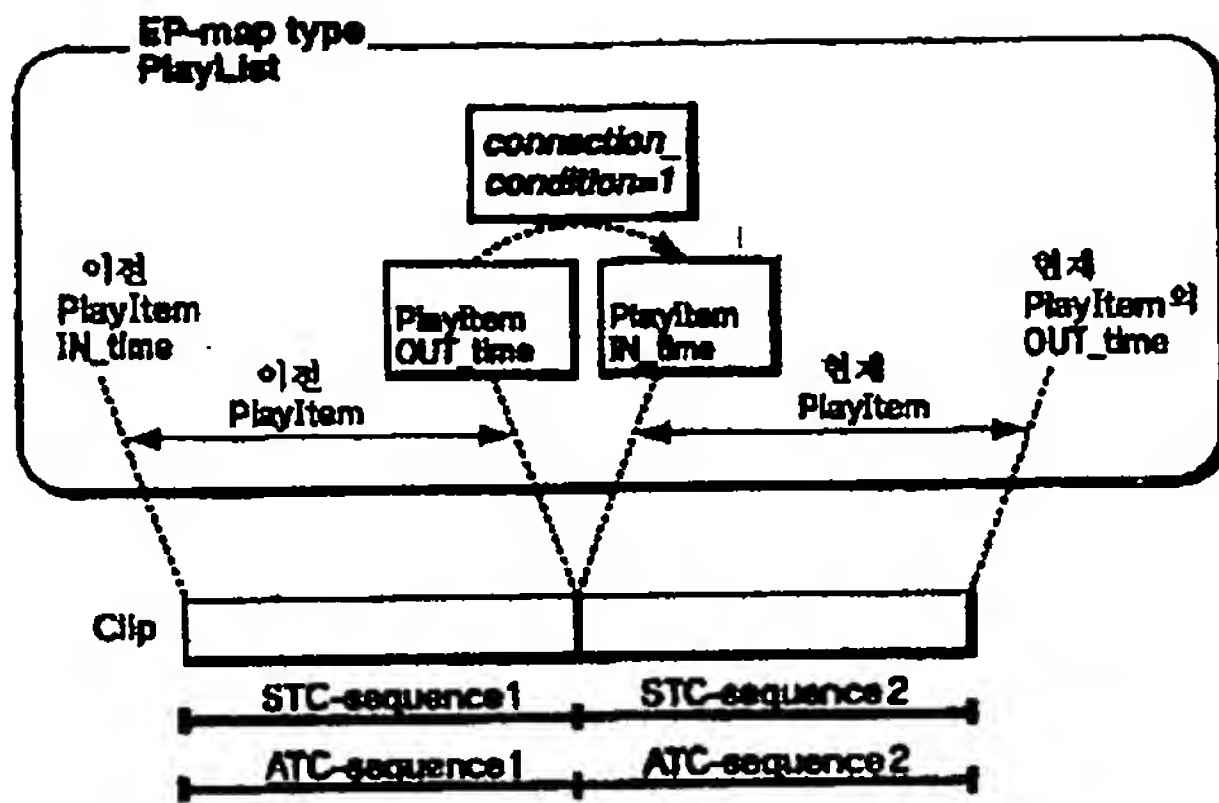 EP-map type
PlayList
connection_
condition=1
이전
PlayItem
IN_time
PlayItem
OUT_time
PlayItem
IN_time
현재
PlayItem의
OUT_time
이전
PlayItem
현재
PlayItem
Clip
STC-sequence1
STC-sequence2
ATC-sequence1
ATC-sequence2